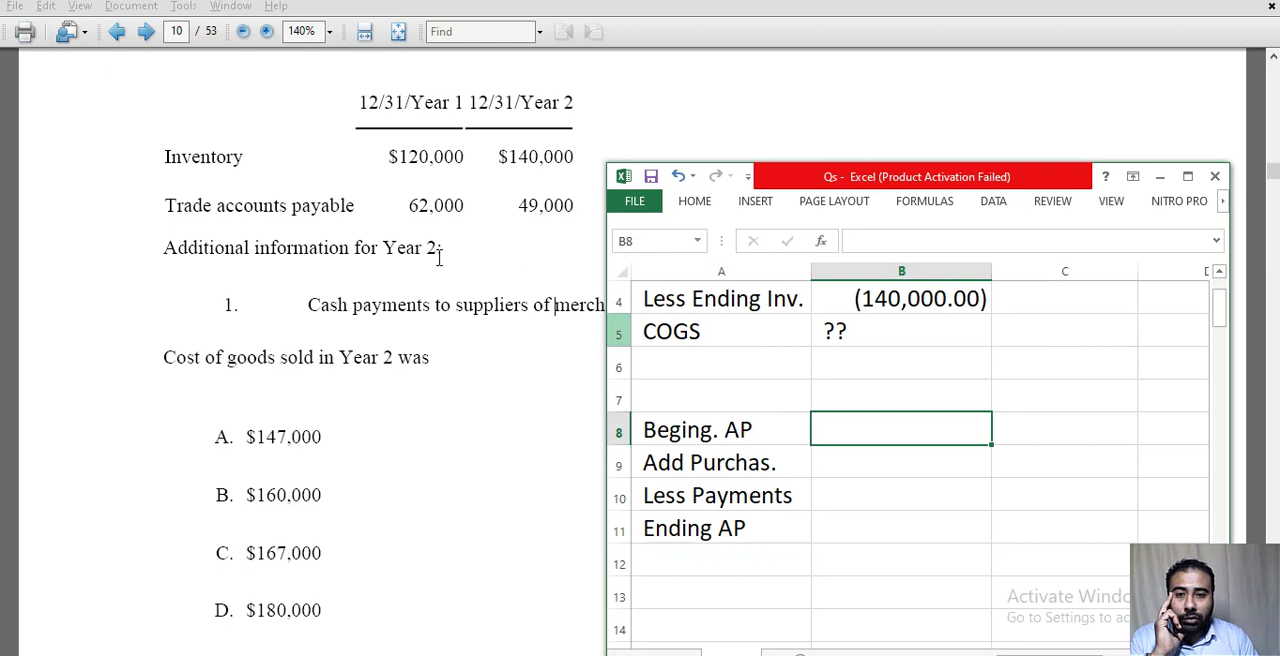 File Edit View Document Tools Window Help
10 / 53 140% Find
12/31/Year 1 12/31/Year 2
Inventory $120,000 $140,000
Trade accounts payable 62,000 49,000
Additional information for Year 2:
1. Cash payments to suppliers of merch
Cost of goods sold in Year 2 was
A. $147,000
B. $160,000
C. $167,000
D. $180,000
Qs - Excel (Product Activation Failed)
FILE HOME INSERT PAGE LAYOUT FORMULAS DATA REVIEW VIEW NITRO PRO
B8 fx
A B C D
4 Less Ending Inv. (140,000.00)
5 COGS ??
6
7
8 Beging. AP
9 Add Purchas.
10 Less Payments
11 Ending AP
12
13
14
Activate Windo
Go to Settings to ac